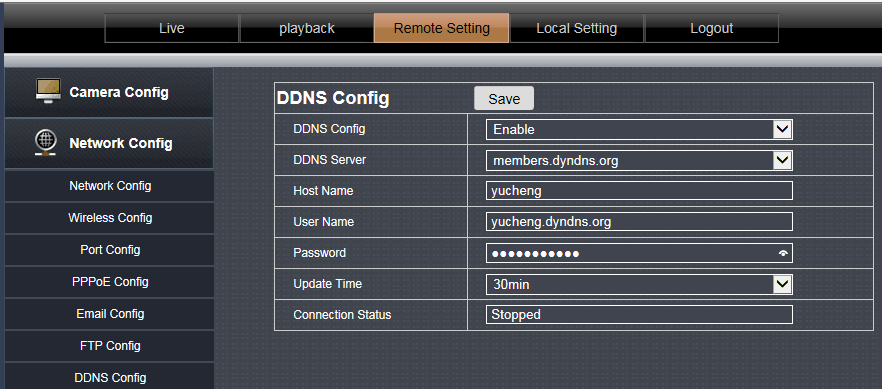 Live playback Remote Setting Local Setting Logout
Camera Config
Network Config
Network Config
Wireless Config
Port Config
PPPoE Config
Email Config
FTP Config
DDNS Config
DDNS Config Save
DDNS Config Enable
DDNS Server members.dyndns.org
Host Name yucheng
User Name yucheng.dyndns.org
Password ●●●●●●●●●●●
Update Time 30min
Connection Status Stopped